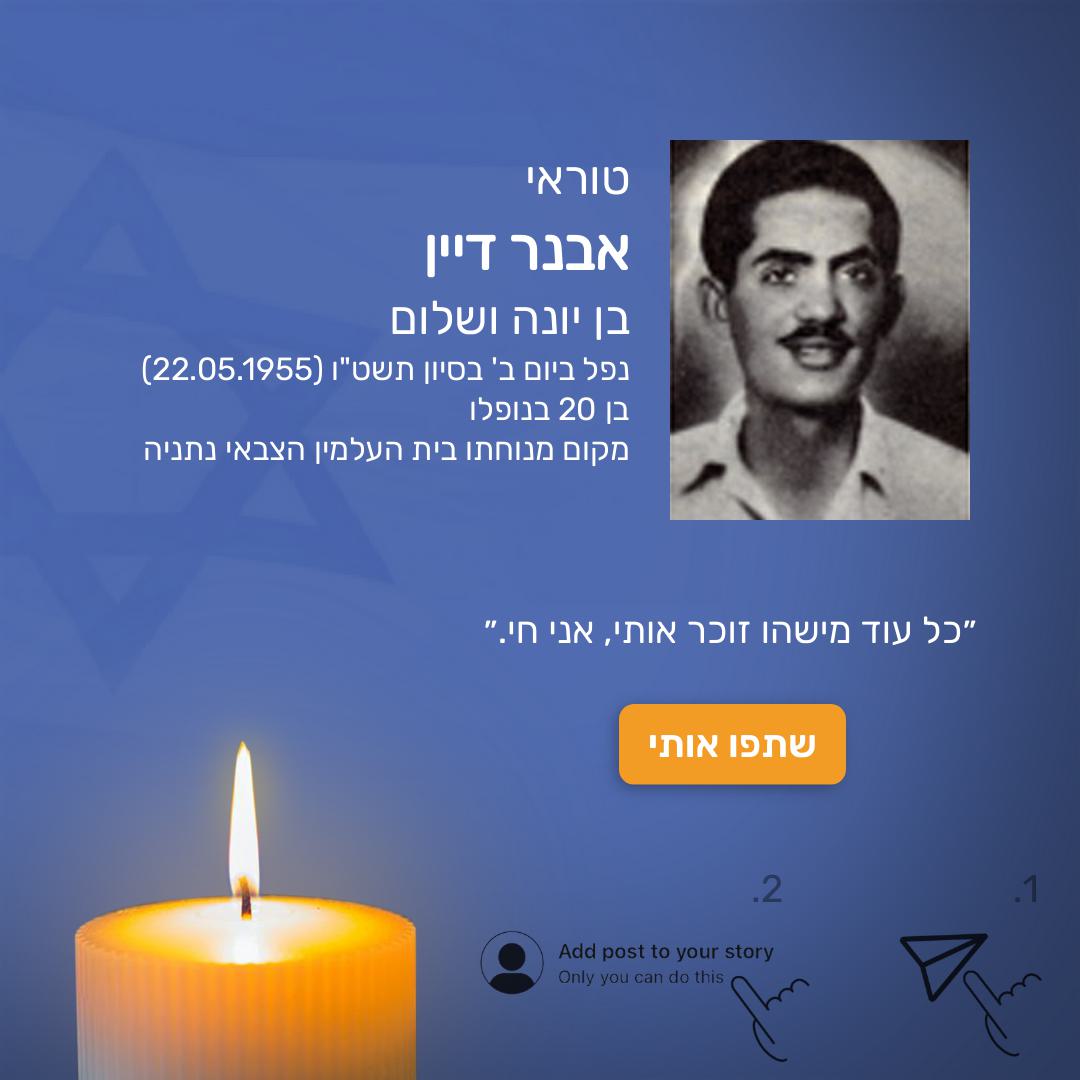 טוראי
אבנר דיין
בן יונה ושלום
נפל ביום ב' בסיון תשט"ו (22.05.1955)
בן 20 בנופלו
מקום מנוחתו בית העלמין הצבאי נתניה
״כל עוד מישהו זוכר אותי, אני חי.״
שתפו אותי
.1
.2
Add post to your story
Only you can do this